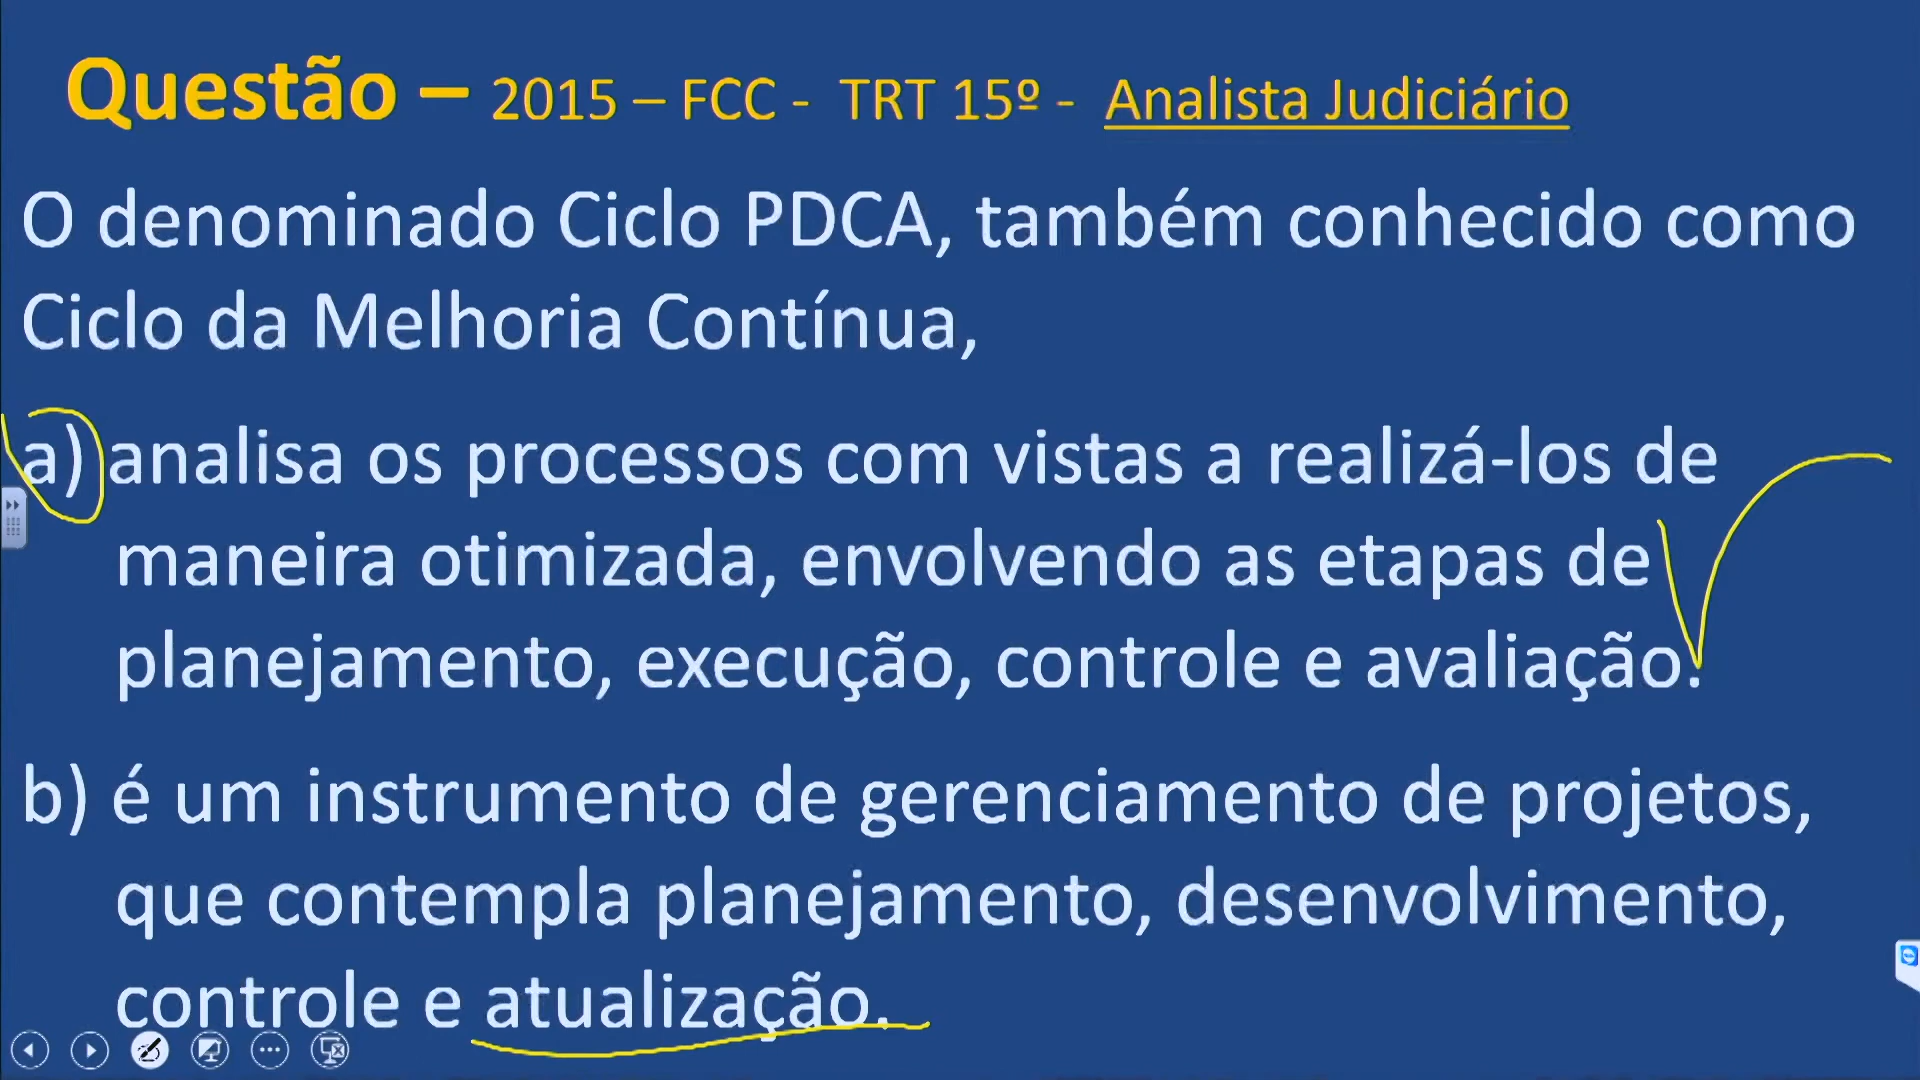 Questão – 2015 – FCC - TRT 15º - Analista Judiciário
O denominado Ciclo PDCA, também conhecido como
Ciclo da Melhoria Contínua,
a) analisa os processos com vistas a realizá-los de
maneira otimizada, envolvendo as etapas de
planejamento, execução, controle e avaliação.
b) é um instrumento de gerenciamento de projetos,
que contempla planejamento, desenvolvimento,
controle e atualização.